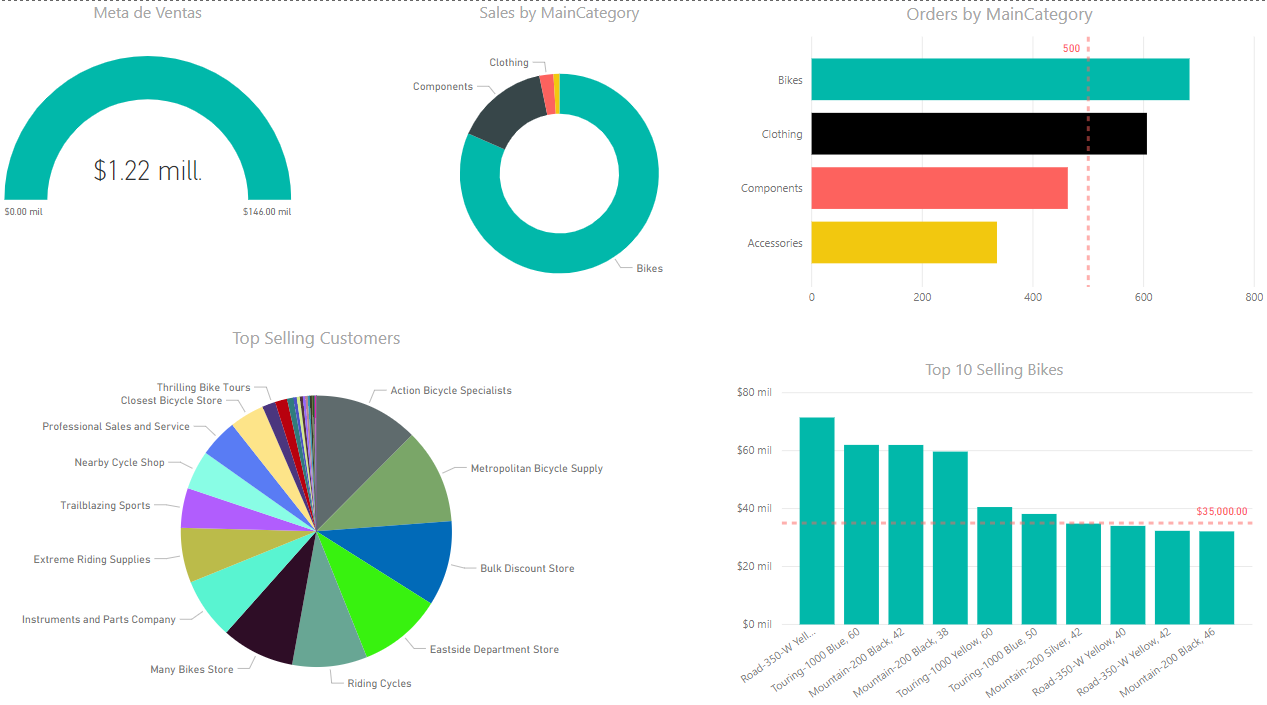 Meta de Ventas
$1.22 mill.
$0.00 mil
$146.00 mil
Sales by MainCategory
Clothing
Components
Bikes
Orders by MainCategory
500
Bikes
Clothing
Components
Accessories
0
200
400
600
800
Top Selling Customers
Thrilling Bike Tours
Closest Bicycle Store
Professional Sales and Service
Nearby Cycle Shop
Trailblazing Sports
Extreme Riding Supplies
Instruments and Parts Company
Many Bikes Store
Action Bicycle Specialists
Metropolitan Bicycle Supply
Bulk Discount Store
Eastside Department Store
Riding Cycles
Top 10 Selling Bikes
$80 mil
$60 mil
$40 mil
$20 mil
$0 mil
$35,000.00
Road-350-W Yell...
Touring-1000 Blue, 60
Mountain-200 Black, 42
Mountain-200 Black, 38
Touring-1000 Yellow, 60
Touring-1000 Blue, 50
Mountain-200 Silver, 42
Road-350-W Yellow, 40
Road-350-W Yellow, 42
Mountain-200 Black, 46